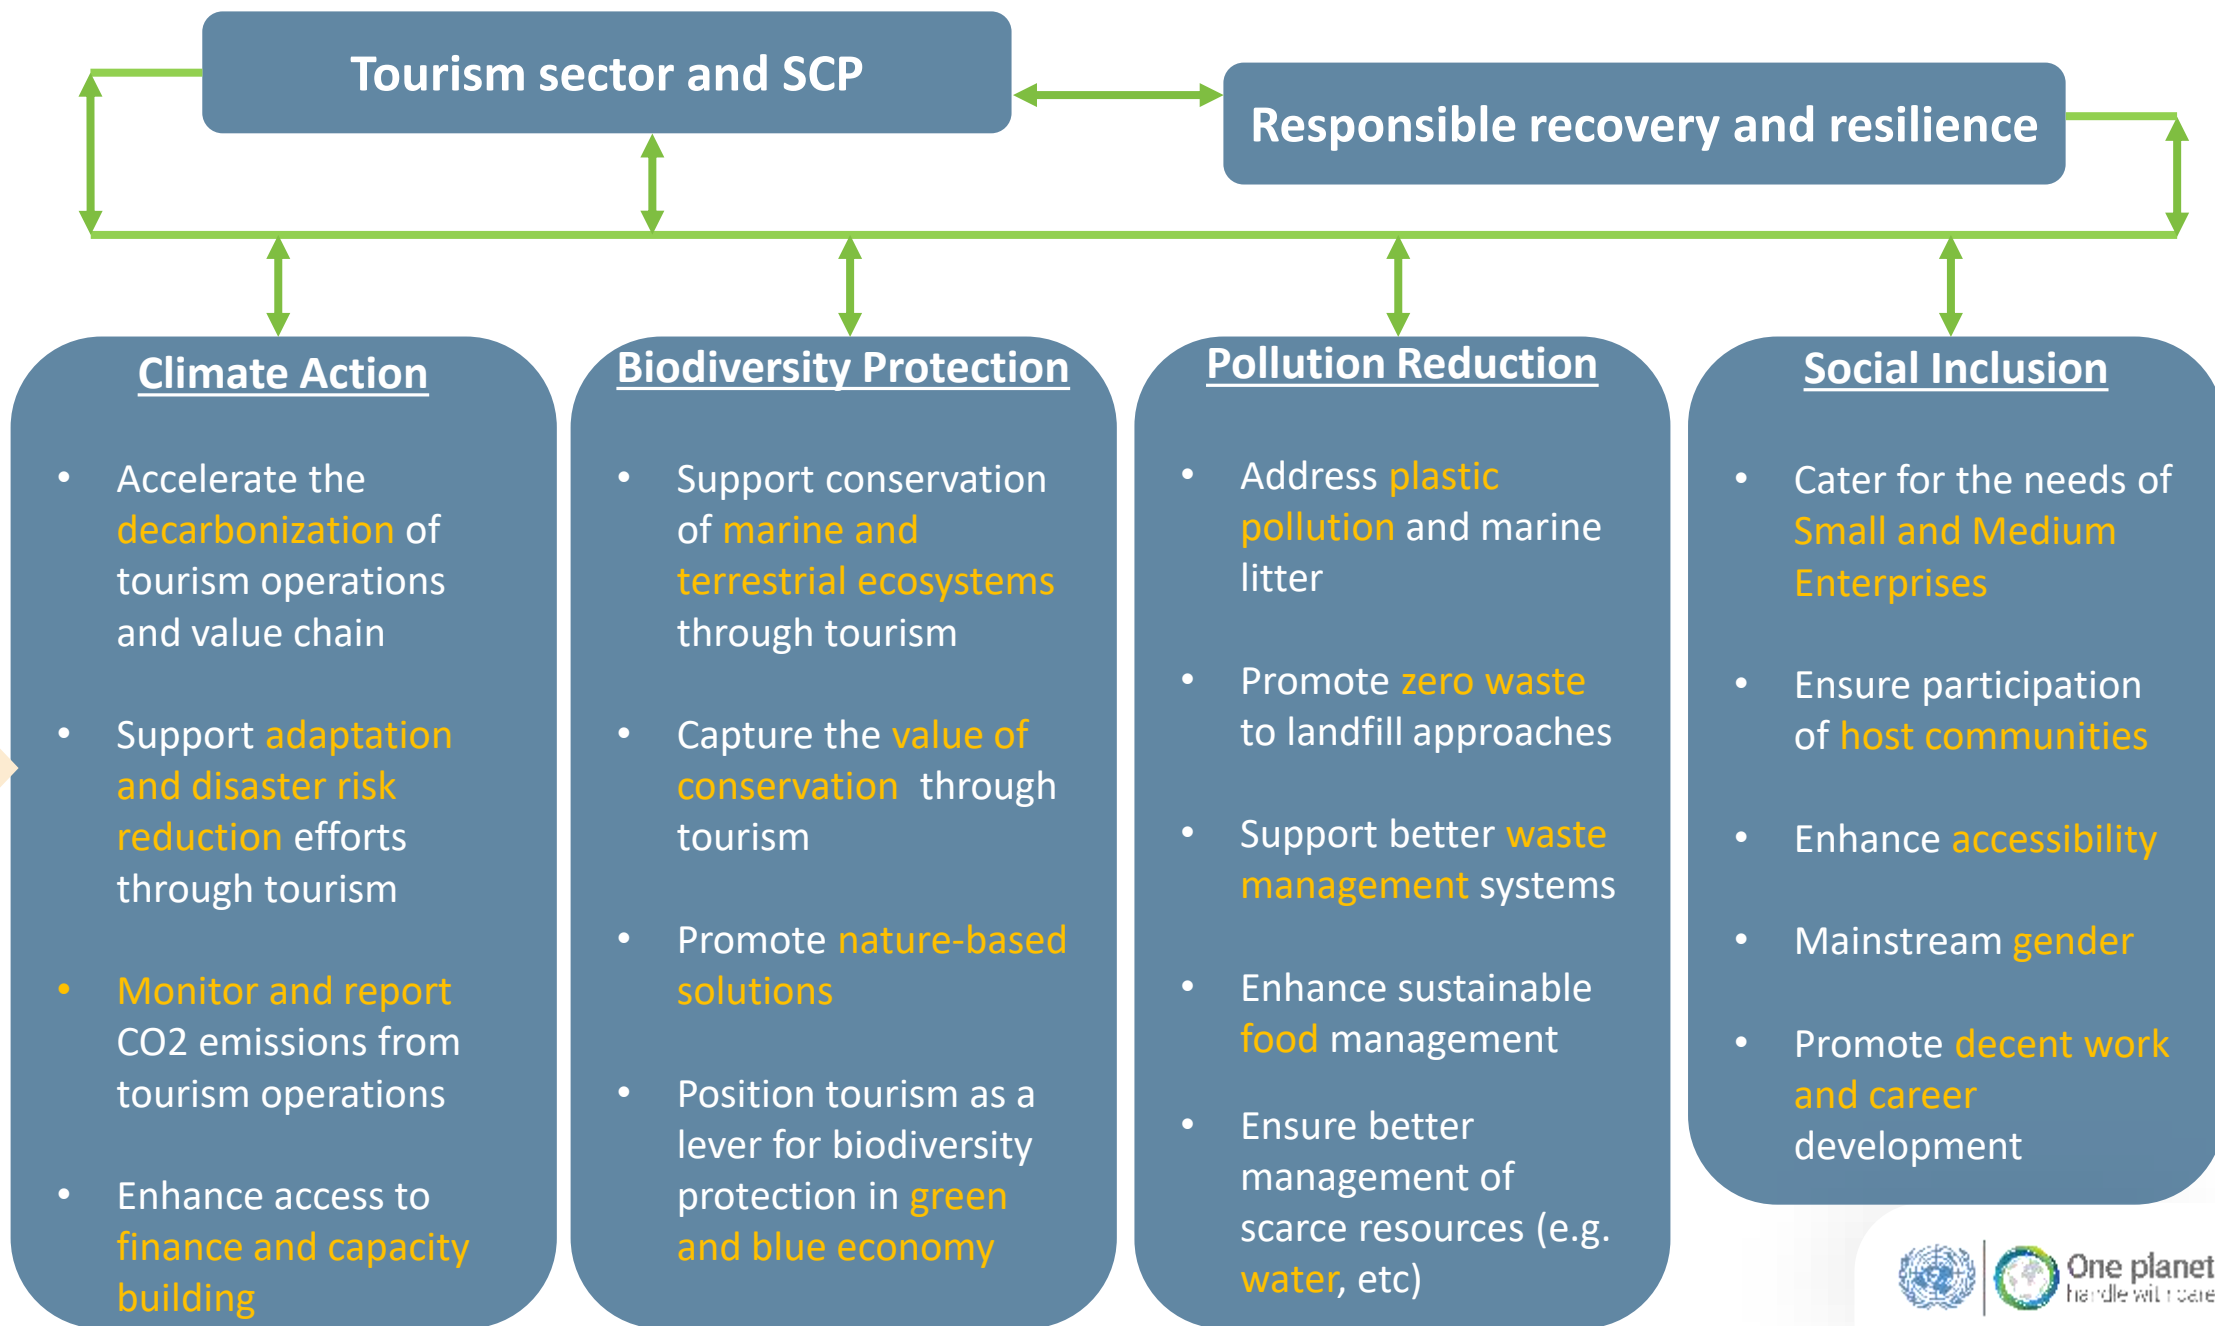 Tourism sector and SCP
Responsible recovery and resilience
Climate Action
• Accelerate the
decarbonization of
tourism operations
and value chain
• Support adaptation
and disaster risk
reduction efforts
through tourism
• Monitor and report
CO2 emissions from
tourism operations
• Enhance access to
finance and capacity
building
Biodiversity Protection
• Support conservation
of marine and
terrestrial ecosystems
through tourism
• Capture the value of
conservation through
tourism
• Promote nature-based
solutions
• Position tourism as a
lever for biodiversity
protection in green
and blue economy
Pollution Reduction
• Address plastic
pollution and marine
litter
• Promote zero waste
to landfill approaches
• Support better waste
management systems
• Enhance sustainable
food management
• Ensure better
management of
scarce resources (e.g.
water, etc)
Social Inclusion
• Cater for the needs of
Small and Medium
Enterprises
• Ensure participation
of host communities
• Enhance accessibility
• Mainstream gender
• Promote decent work
and career
development
One planet
handle with care